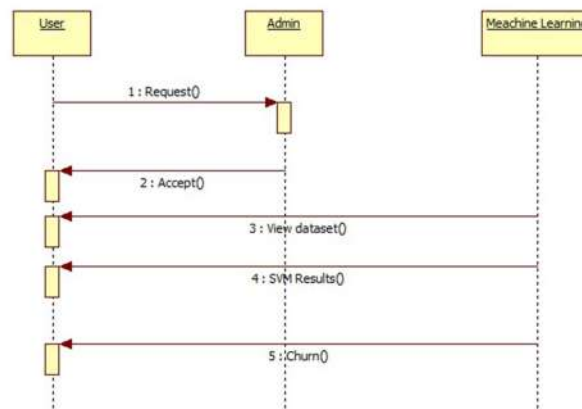 User
Admin
Meachine Learning
1 : Request()
2 : Accept()
3 : View dataset()
4 : SVM Results()
5 : Churn()